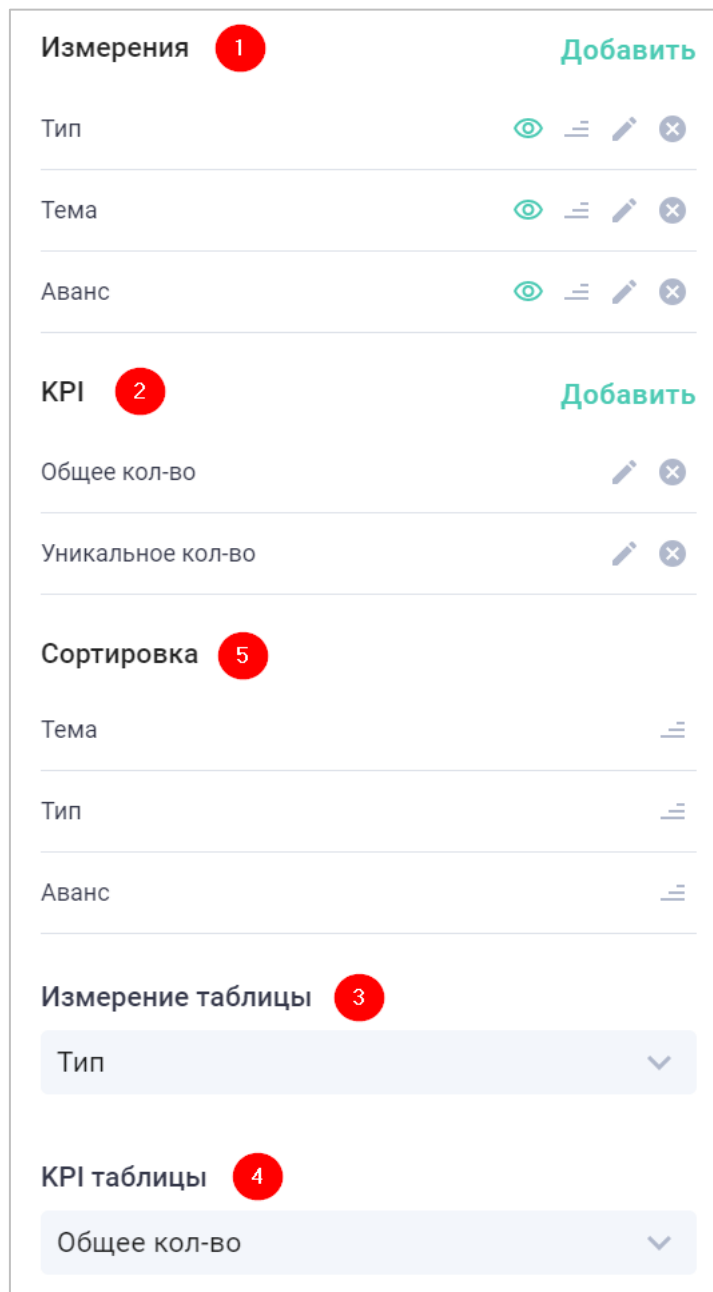 Измерения 1 Добавить
Тип
Тема
Аванс
KPI 2 Добавить
Общее кол-во
Уникальное кол-во
Сортировка 5
Тема
Тип
Аванс
Измерение таблицы 3
Тип
KPI таблицы 4
Общее кол-во